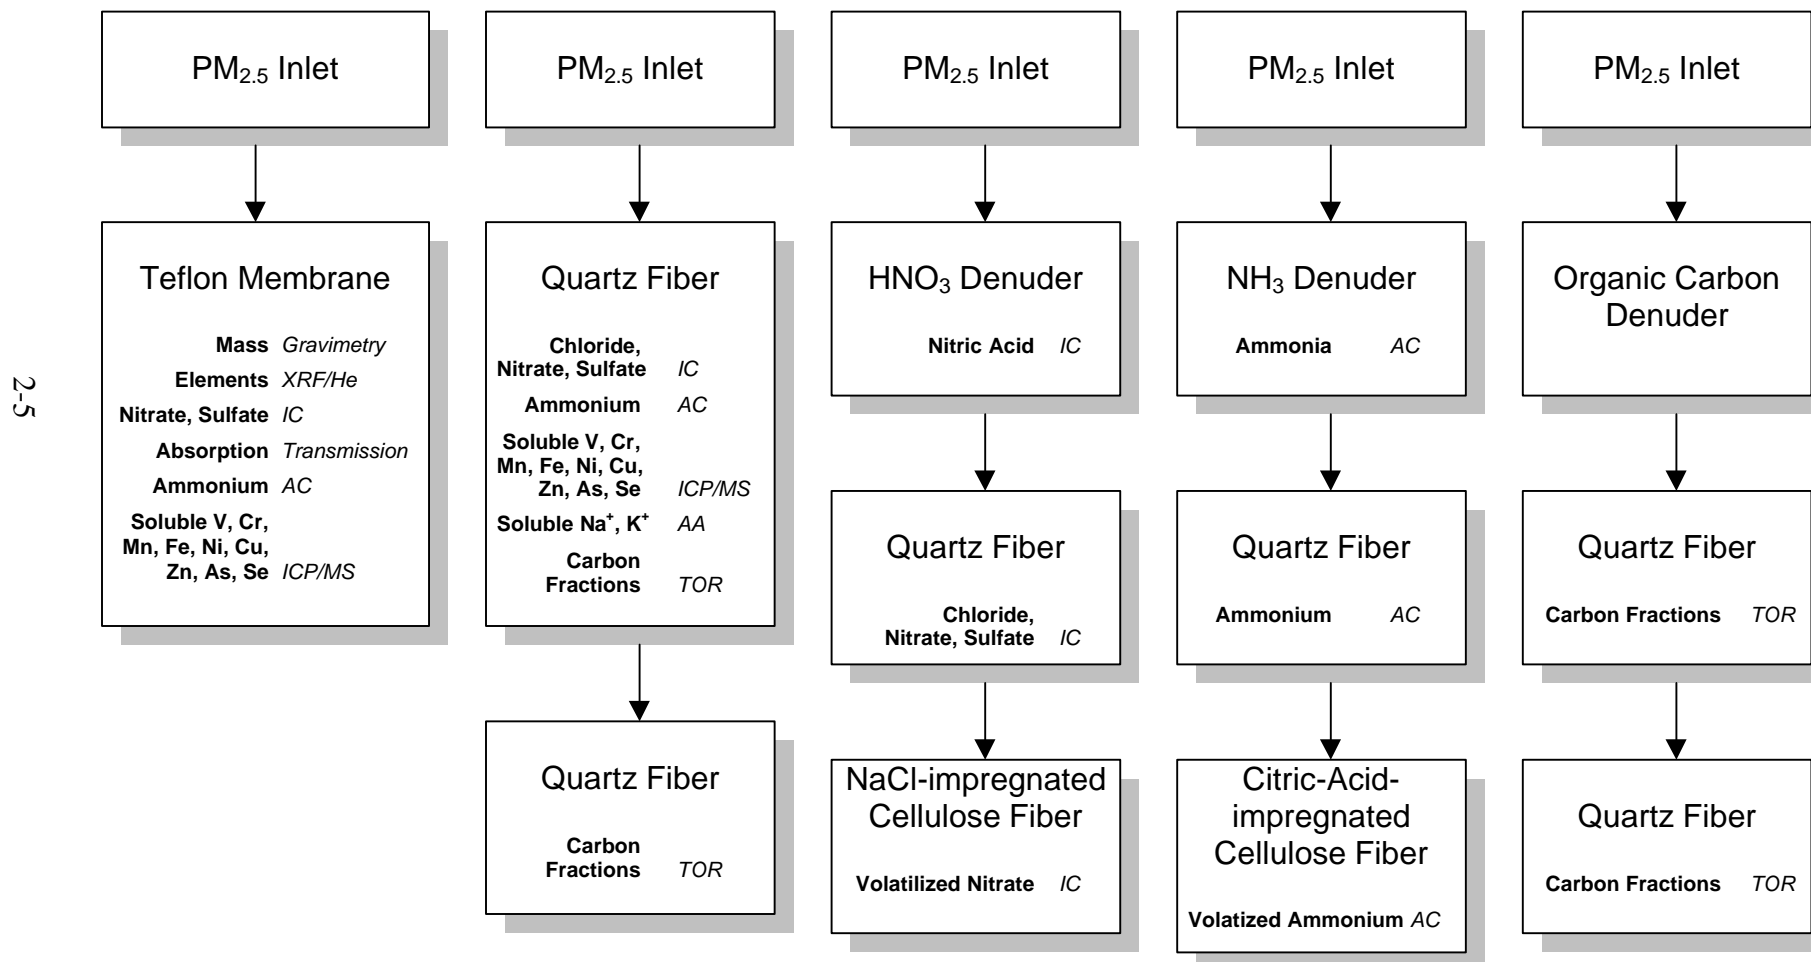 PM2.5 Inlet
PM2.5 Inlet
PM2.5 Inlet
PM2.5 Inlet
PM2.5 Inlet
Teflon Membrane
Mass Gravimetry
Elements XRF/He
Nitrate, Sulfate IC
Absorption Transmission
Ammonium AC
Soluble V, Cr,
Mn, Fe, Ni, Cu,
Zn, As, Se ICP/MS
Quartz Fiber
Chloride,
Nitrate, Sulfate IC
Ammonium AC
Soluble V, Cr,
Mn, Fe, Ni, Cu,
Zn, As, Se ICP/MS
Soluble Na+, K+ AA
Carbon
Fractions TOR
Quartz Fiber
Carbon
Fractions TOR
HNO3 Denuder
Nitric Acid IC
Quartz Fiber
Chloride,
Nitrate, Sulfate IC
NaCl-impregnated
Cellulose Fiber
Volatilized Nitrate IC
NH3 Denuder
Ammonia AC
Quartz Fiber
Ammonium AC
Citric-Acid-
impregnated
Cellulose Fiber
Volatized Ammonium AC
Organic Carbon
Denuder
Quartz Fiber
Carbon Fractions TOR
Quartz Fiber
Carbon Fractions TOR
2-5